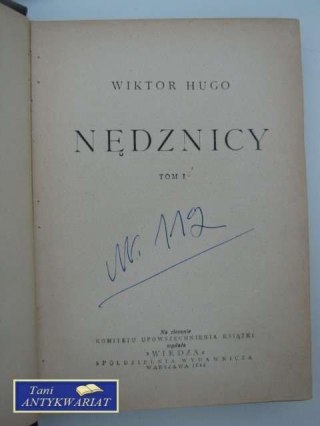 WIKTOR HUGO
NĘDZNICY
TOM I
Nr. 112
Na zlecenie
KOMITETU UPOWSZECHNIENIA KSIĄŻKI
wydała
»WIEDZA«
SPÓŁDZIELNIA WYDAWNICZA
WARSZAWA
Tani
ANTYKWARIAT